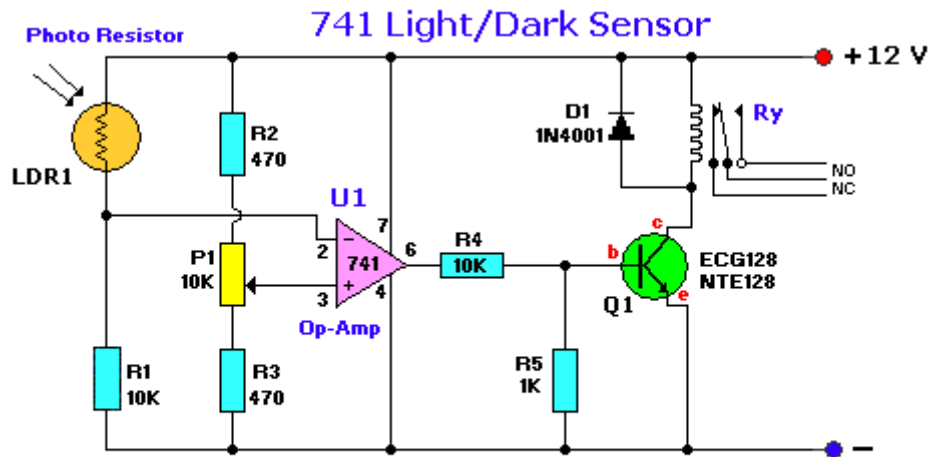 741 Light/Dark Sensor
Photo Resistor
+12 V
R2
470
D1
1N4001
Ry
LDR1
NO
NC
U1
7
2
−
741
6
3
+
4
P1
10K
Op-Amp
R4
10K
b
c
e
ECG128
NTE128
Q1
R1
10K
R3
470
R5
1K
−